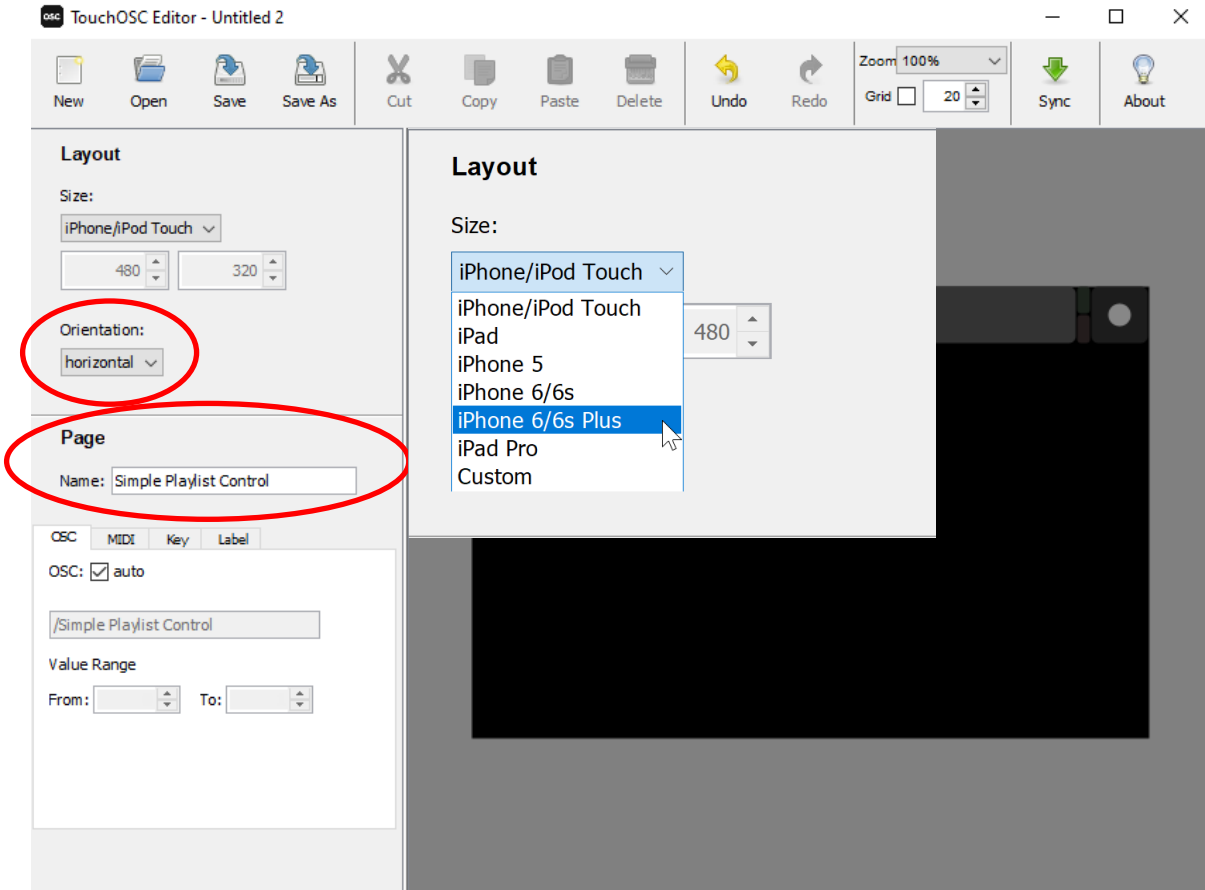 OSC TouchOSC Editor - Untitled 2
New Open Save Save As Cut Copy Paste Delete Undo Redo Zoom 100% Grid 20 Sync About
Layout
Size:
iPhone/iPod Touch
480 320
Orientation:
horizontal
Page
Name: Simple Playlist Control
OSC MIDI Key Label
OSC: auto
/Simple Playlist Control
Value Range
From: To:
Layout
Size:
iPhone/iPod Touch
iPhone/iPod Touch
iPad
480
iPhone 5
iPhone 6/6s
iPhone 6/6s Plus
iPad Pro
Custom